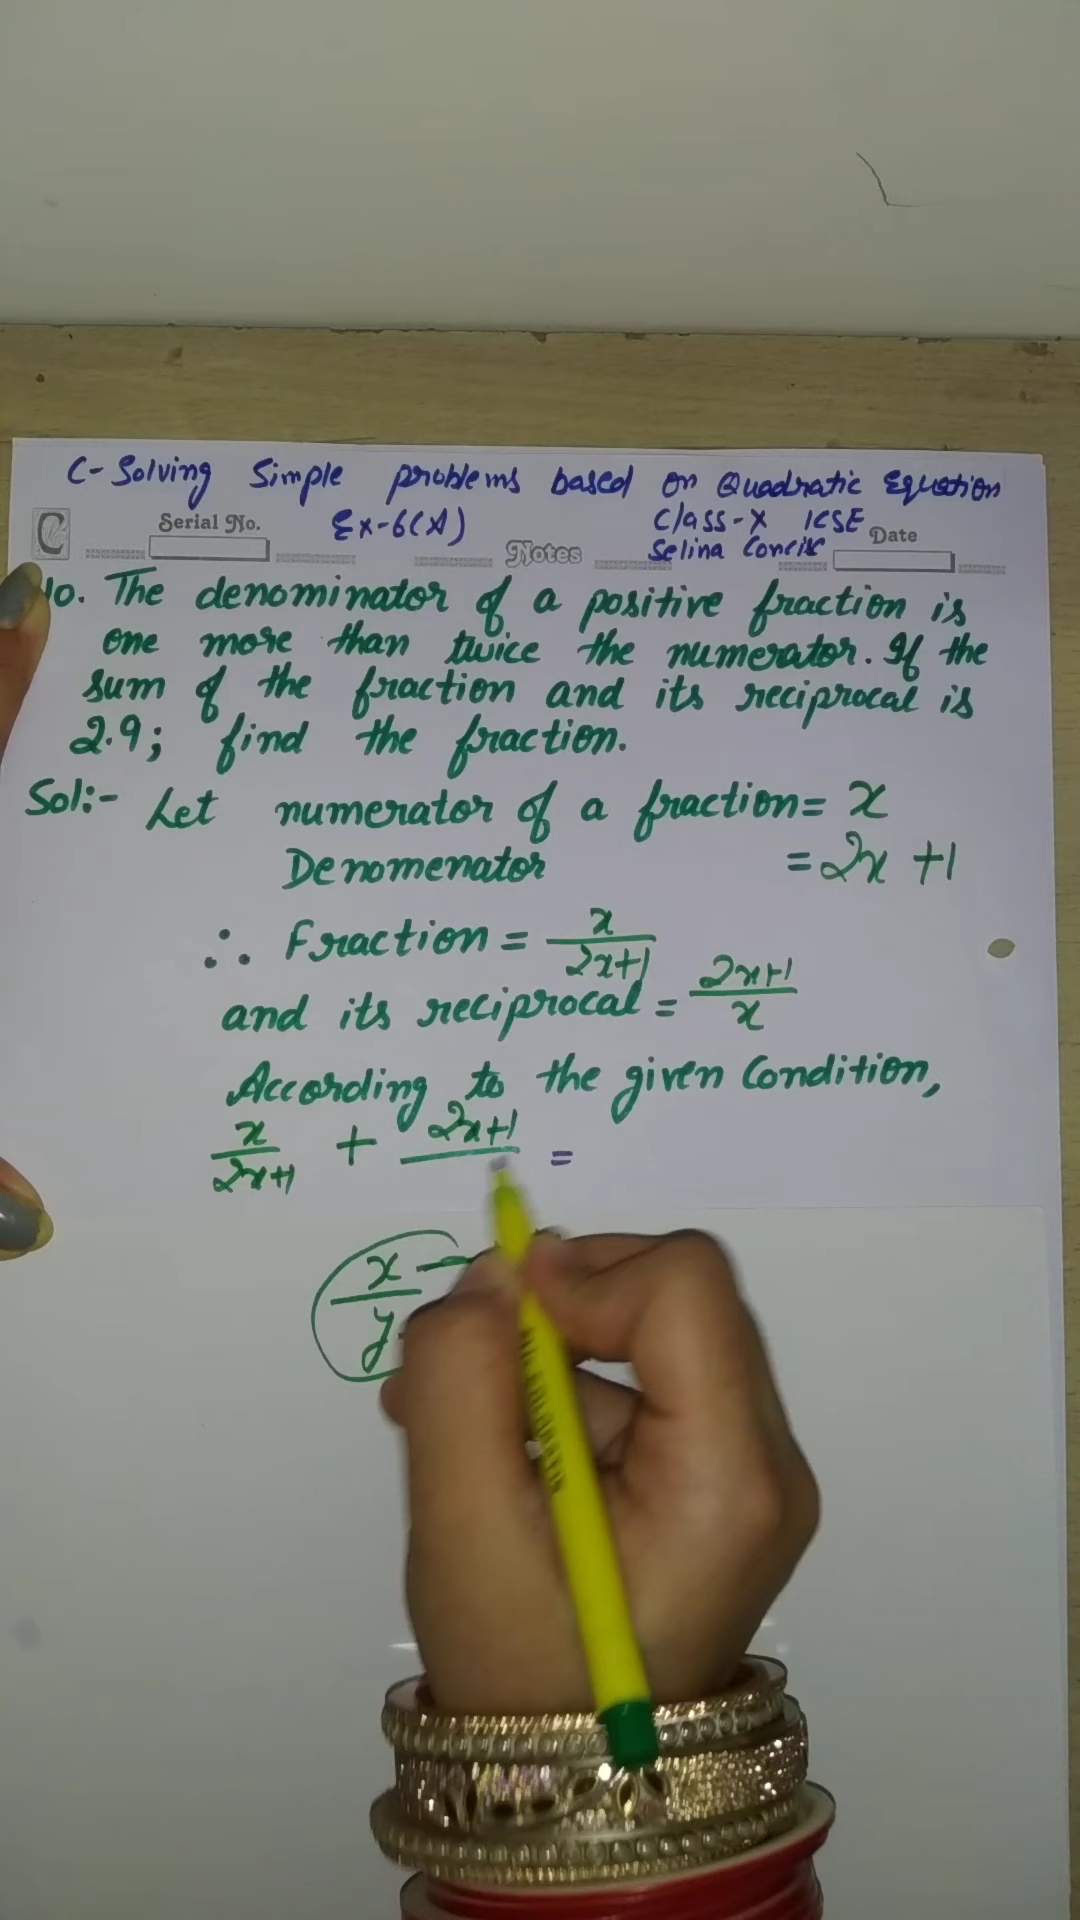 C- Solving Simple problems based on Quadratic Equation
Serial No. Ex-6(A) Class-X ICSE
C Notes Selina Concise Date
10. The denominator of a positive fraction is
one more than twice the numerator. If the
sum of the fraction and its reciprocal is
2.9; find the fraction.
Sol:- Let numerator of a fraction = x
Denomenator = 2x +1
∴ Fraction = x/2x+1
and its reciprocal = 2x+1/x
According to the given Condition,
x/2x+1 + 2x+1/ =
x/y